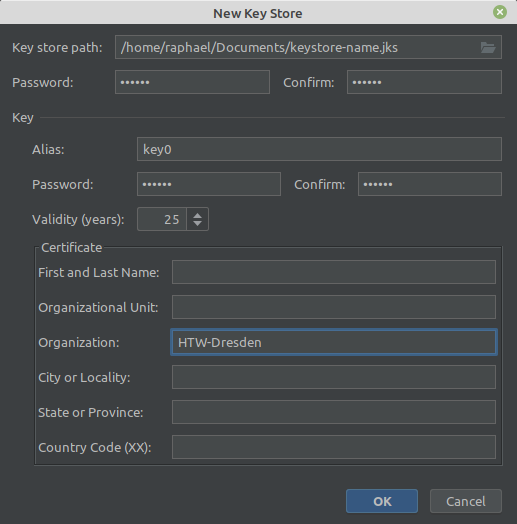 New Key Store
Key store path: /home/raphael/Documents/keystore-name.jks
Password: •••••• Confirm: ••••••
Key
Alias: key0
Password: •••••• Confirm: ••••••
Validity (years): 25
Certificate
First and Last Name:
Organizational Unit:
Organization: HTW-Dresden
City or Locality:
State or Province:
Country Code (XX):
OK Cancel